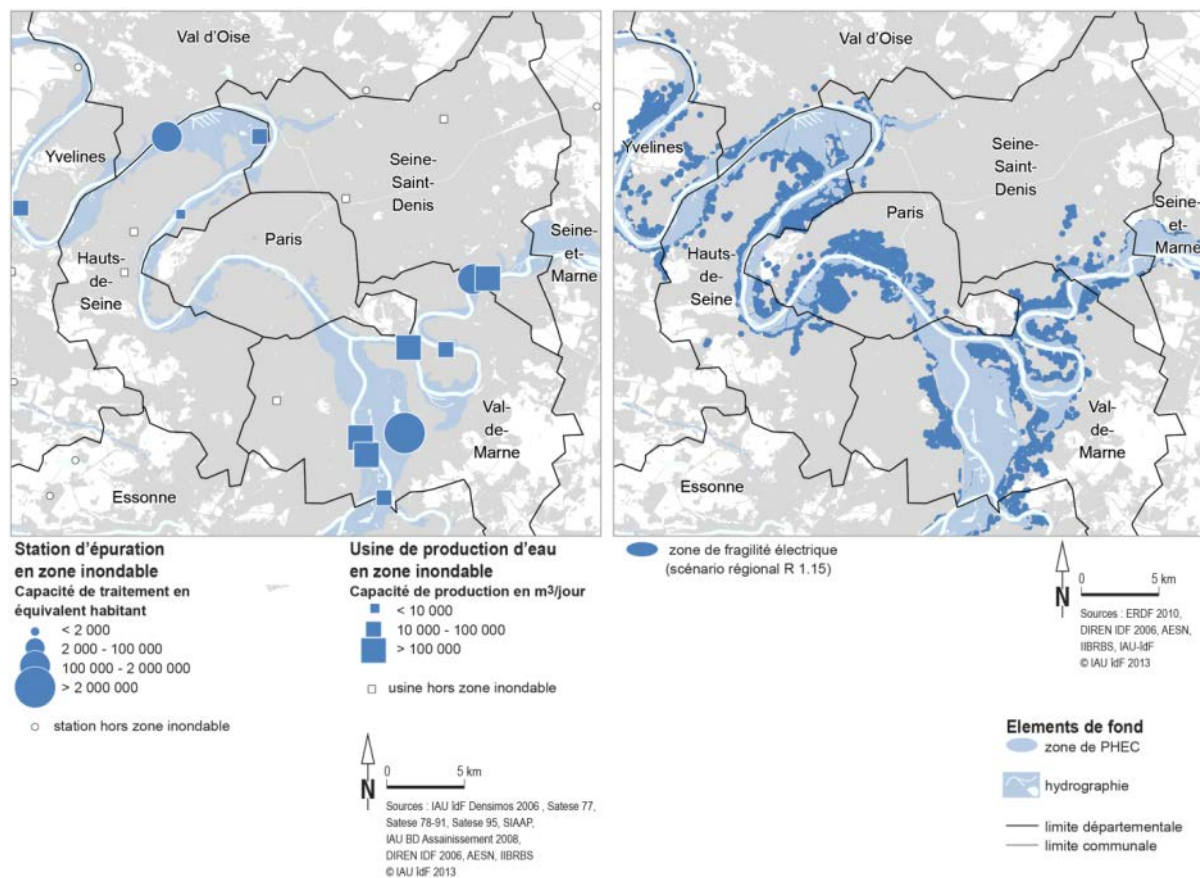 Val d'Oise
Yvelines
Seine-
Saint-
Denis
Paris
Hauts-
de-
Seine
Seine-
et-
Marne
Val-
de-
Marne
Essonne
Val d'Oise
Yvelines
Seine-
Saint-
Denis
Paris
Seine-
et-
Marne
Hauts-
de-
Seine
Val-
de-
Marne
Essonne
Station d'épuration
en zone inondable
Capacité de traitement en
équivalent habitant
< 2 000
2 000 - 100 000
100 000 - 2 000 000
> 2 000 000
station hors zone inondable
Usine de production d'eau
en zone inondable
Capacité de production en m³/jour
< 10 000
10 000 - 100 000
> 100 000
usine hors zone inondable
N
0 5 km
Sources : IAU îdF Densimos 2006 , Satese 77,
Satese 78-91, Satese 95, SIAAP,
IAU BD Assainissement 2008,
DIREN IDF 2006, AESN, IIBRBS
© IAU îdF 2013
zone de fragilité électrique
(scénario régional R 1.15)
N
0 5 km
Sources : ERDF 2010,
DIREN IDF 2006, AESN,
IIBRBS, IAU-îdF
© IAU îdF 2013
Elements de fond
zone de PHEC
hydrographie
limite départementale
limite communale